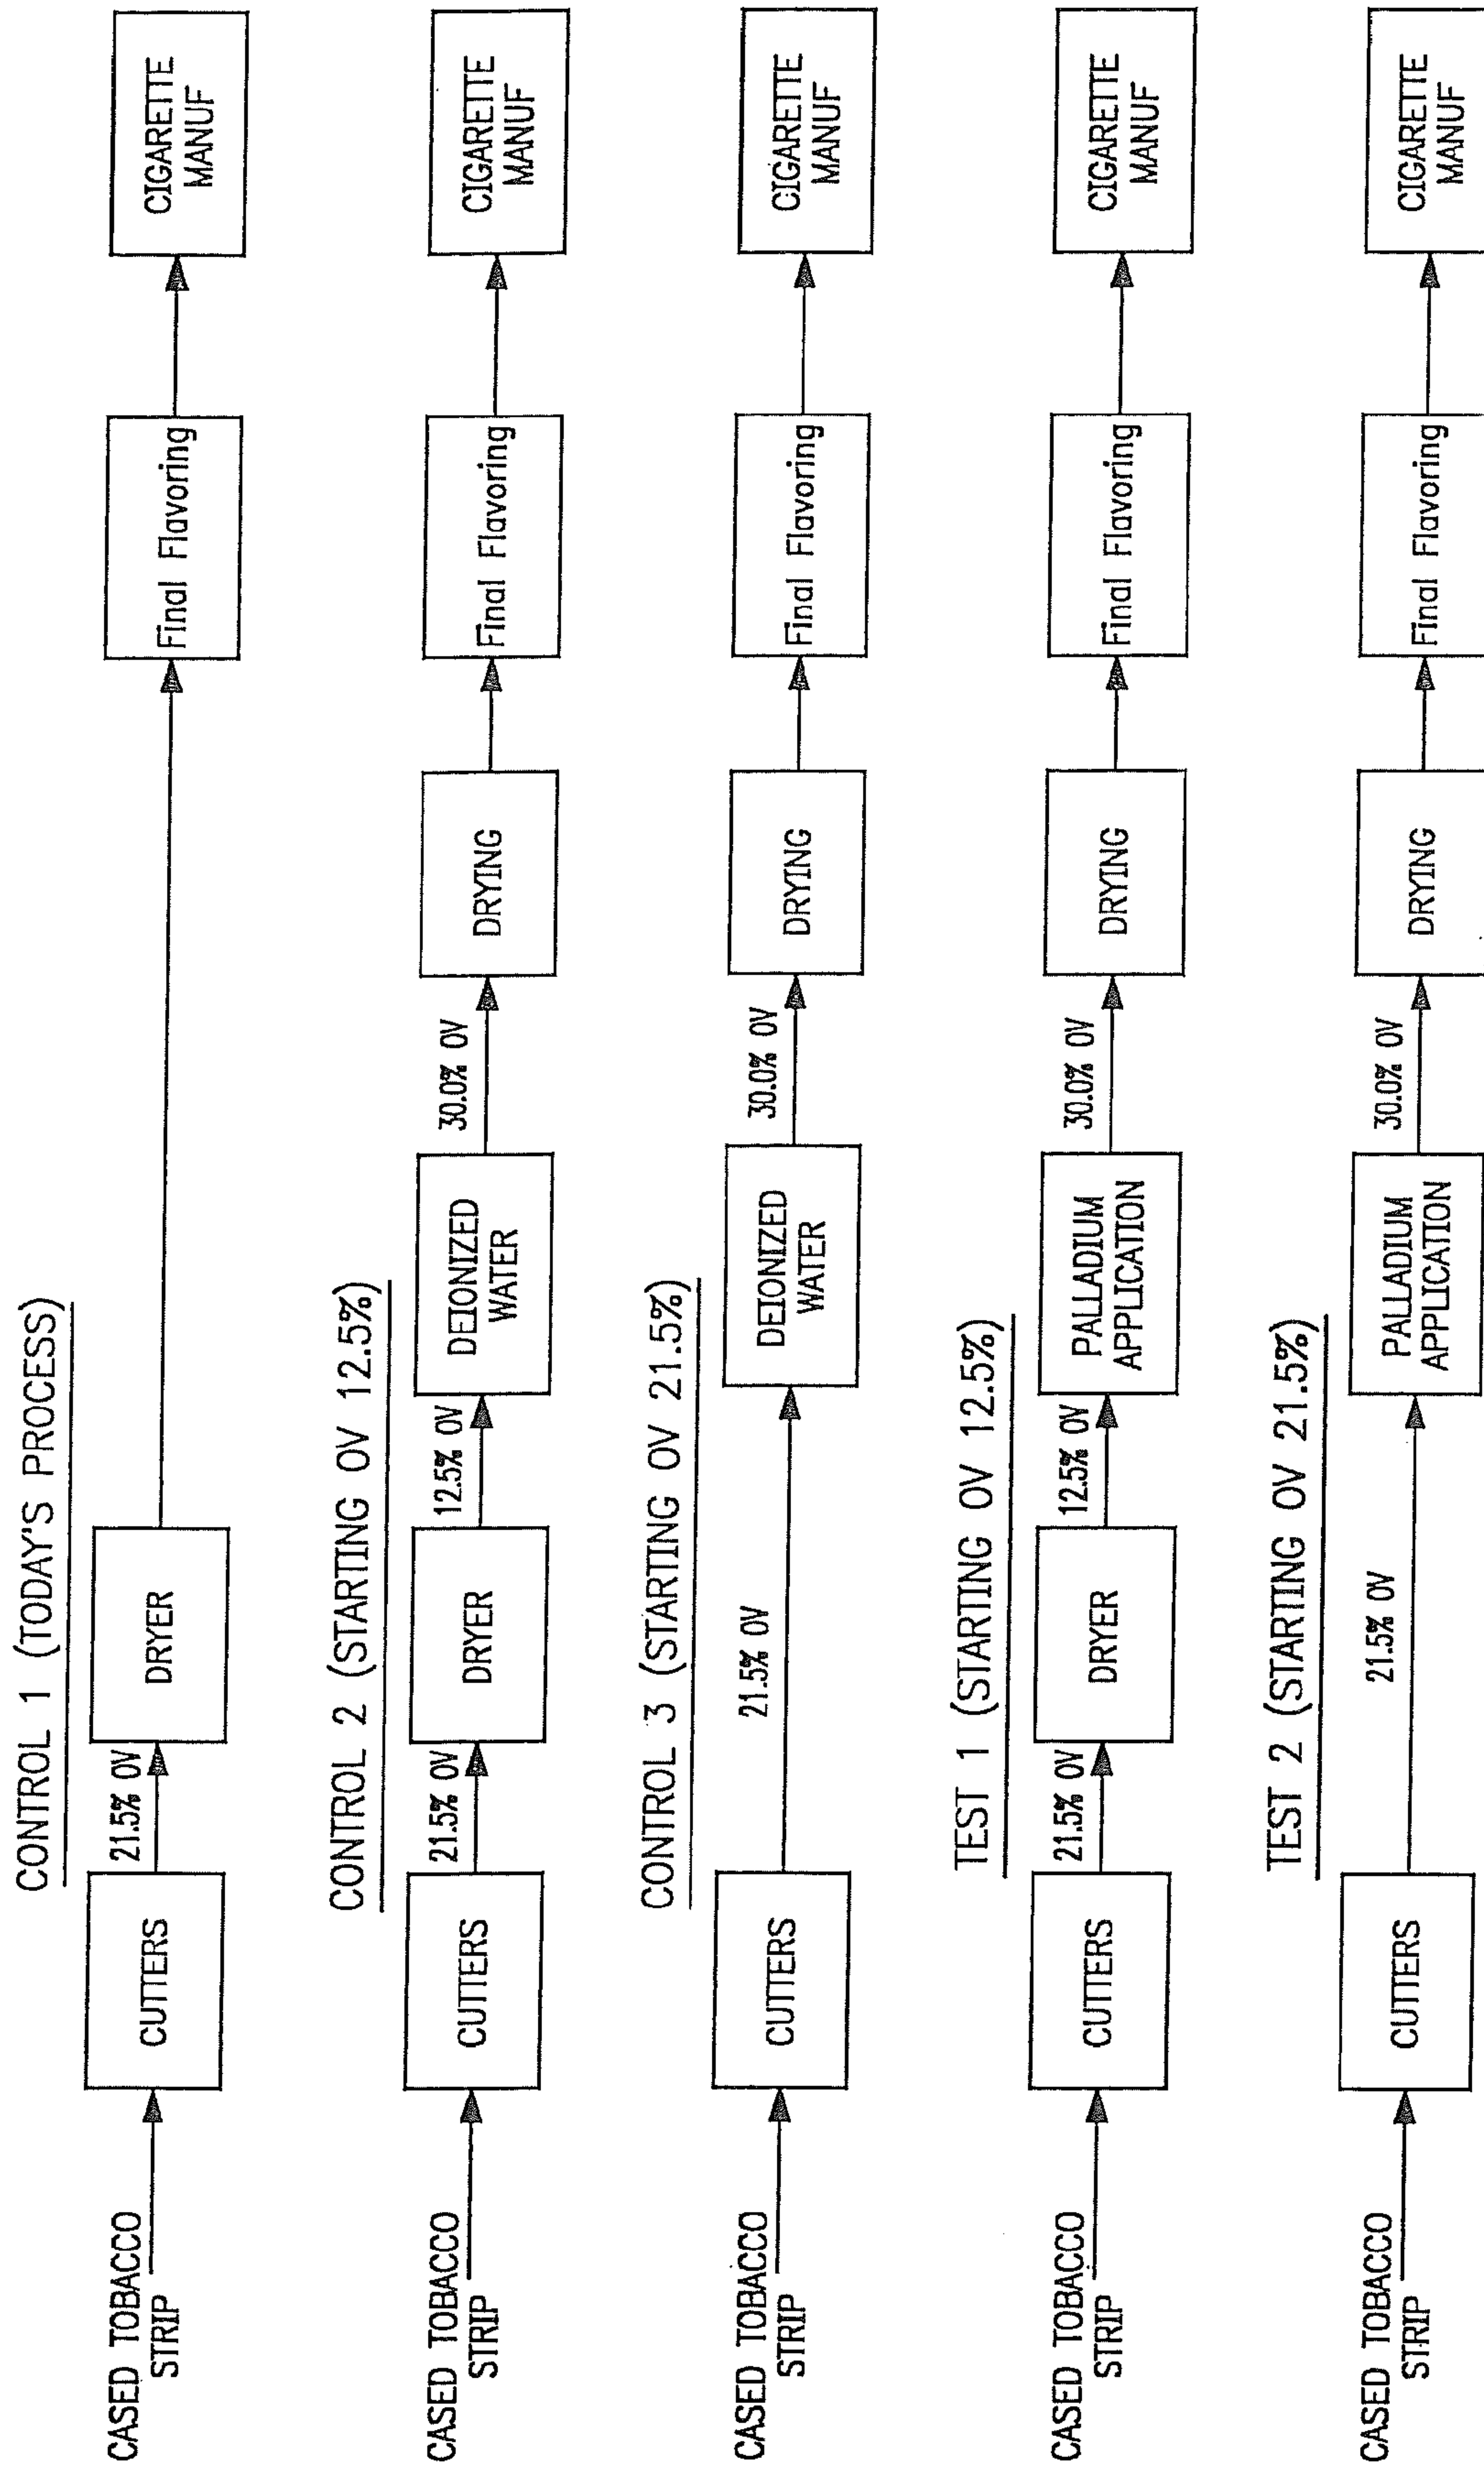 CONTROL 1 (TODAY'S PROCESS)
CASED TOBACCO
STRIP
CUTTERS
21.5% OV
DRYER
Final Flavoring
CIGARETTE
MANUF
CONTROL 2 (STARTING OV 12.5%)
CASED TOBACCO
STRIP
CUTTERS
21.5% OV
DRYER
12.5% OV
DEIONIZED
WATER
30.0% OV
DRYING
Final Flavoring
CIGARETTE
MANUF
CONTROL 3 (STARTING OV 21.5%)
CASED TOBACCO
STRIP
CUTTERS
21.5% OV
DEIONIZED
WATER
30.0% OV
DRYING
Final Flavoring
CIGARETTE
MANUF
TEST 1 (STARTING OV 12.5%)
CASED TOBACCO
STRIP
CUTTERS
21.5% OV
DRYER
12.5% OV
PALLADIUM
APPLICATION
30.0% OV
DRYING
Final Flavoring
CIGARETTE
MANUF
TEST 2 (STARTING OV 21.5%)
CASED TOBACCO
STRIP
CUTTERS
21.5% OV
PALLADIUM
APPLICATION
30.0% OV
DRYING
Final Flavoring
CIGARETTE
MANUF